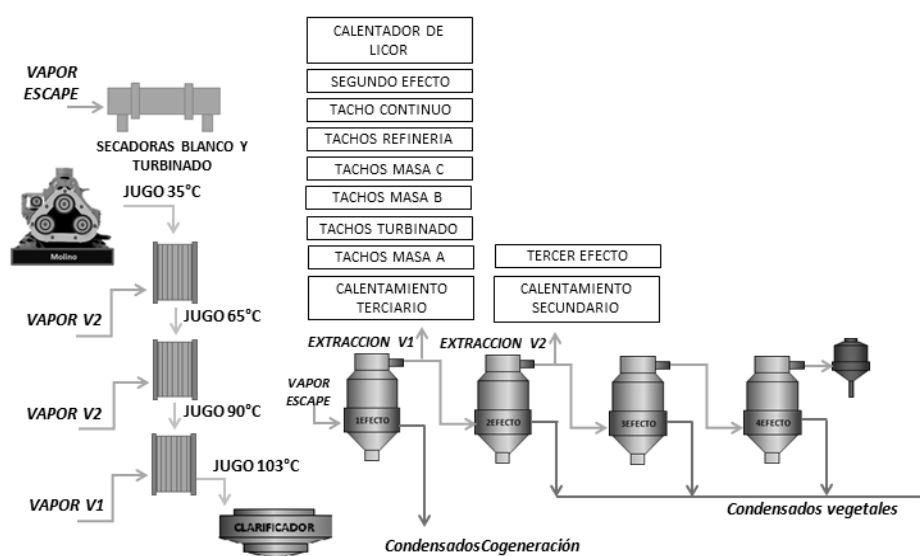 CALENTADOR DE
LICOR
SEGUNDO EFECTO
TACHO CONTINUO
TACHOS REFINERIA
TACHOS MASA C
TACHOS MASA B
TACHOS TURBINADO
TACHOS MASA A
CALENTAMIENTO
TERCIARIO
TERCER EFECTO
CALENTAMIENTO
SECUNDARIO
VAPOR
ESCAPE
SECADORAS BLANCO Y
TURBINADO
JUGO 35°C
Molino
VAPOR V2
JUGO 65°C
VAPOR V2
JUGO 90°C
VAPOR V1
JUGO 103°C
CLARIFICADOR
EXTRACCION V1
EXTRACCION V2
VAPOR
ESCAPE
1EFECTO
2EFECTO
3EFECTO
4EFECTO
Condensados vegetales
CondensadosCogeneración